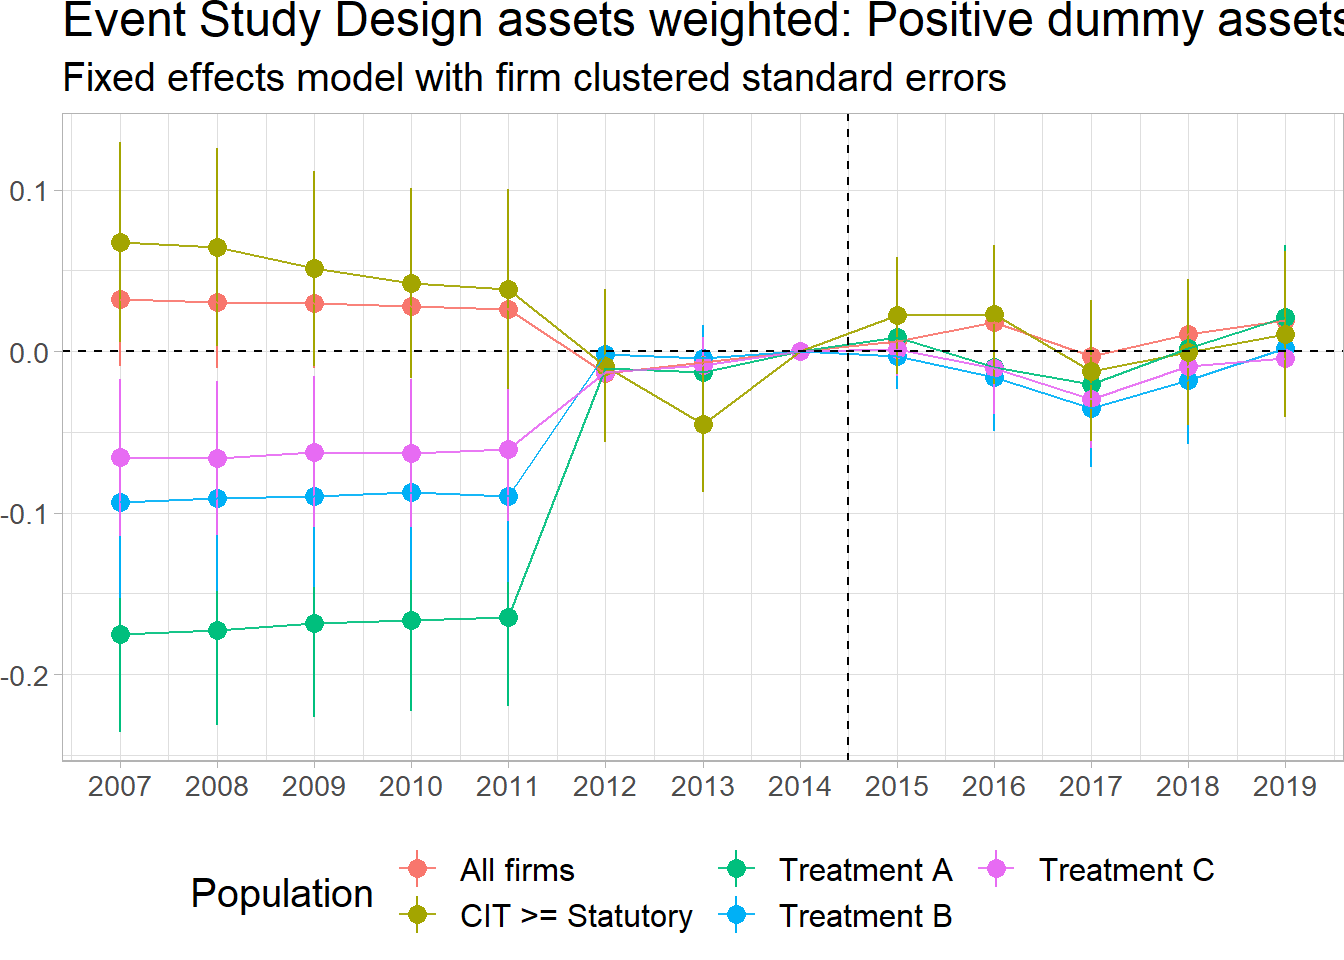 Event Study Design assets weighted: Positive dummy assets
Fixed effects model with firm clustered standard errors
0.1
0.0
-0.1
-0.2
2007 2008 2009 2010 2011 2012 2013 2014 2015 2016 2017 2018 2019
Population
All firms
CIT >= Statutory
Treatment A
Treatment B
Treatment C